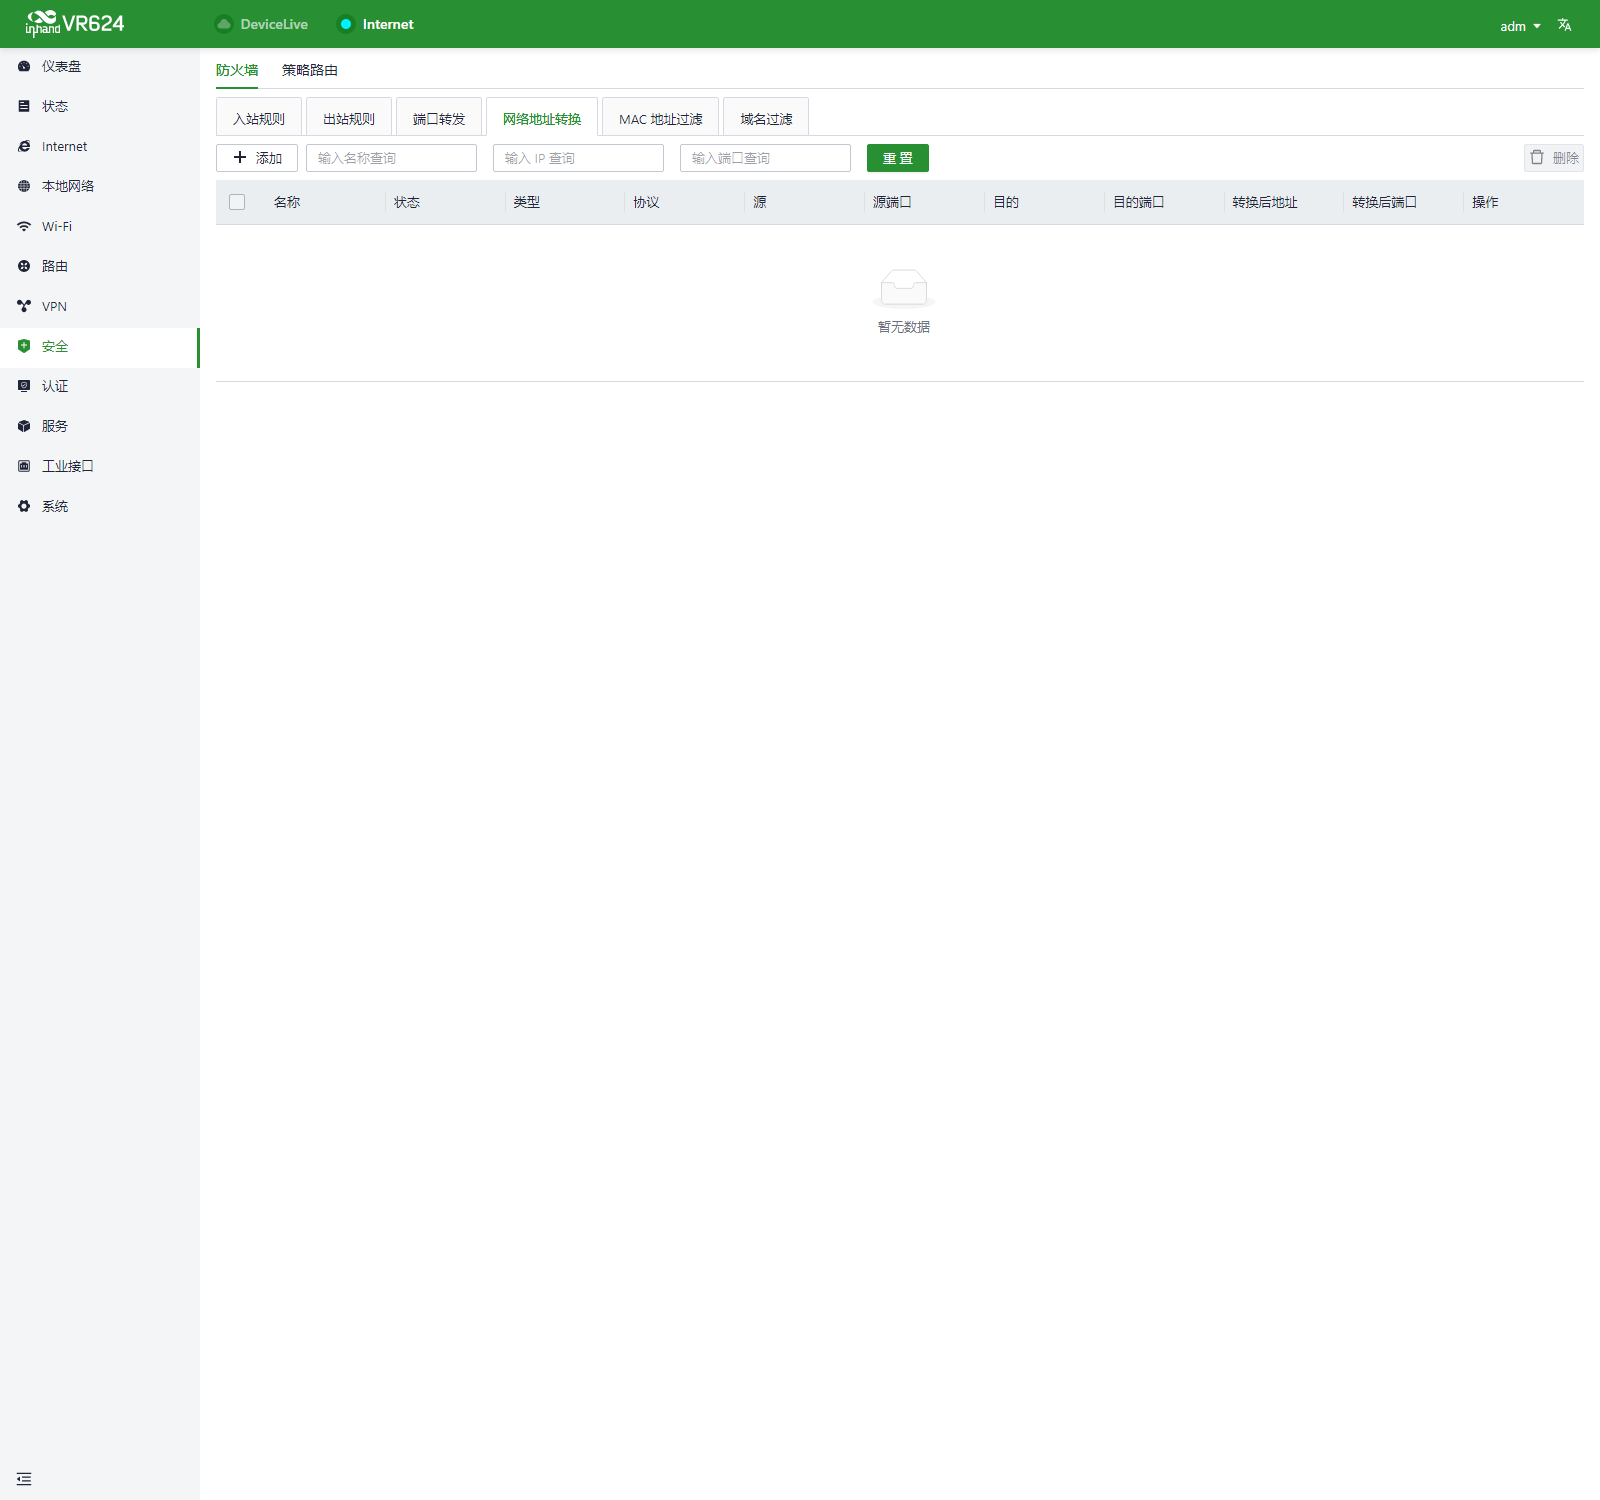 inhand VR624
DeviceLive
Internet
adm
仪表盘
状态
Internet
本地网络
Wi-Fi
路由
VPN
安全
认证
服务
工业接口
系统
防火墙 策略路由
入站规则 出站规则 端口转发 网络地址转换 MAC 地址过滤 域名过滤
添加 输入名称查询 输入 IP 查询 输入端口查询 重置 删除
名称 状态 类型 协议 源 源端口 目的 目的端口 转换后地址 转换后端口 操作
暂无数据